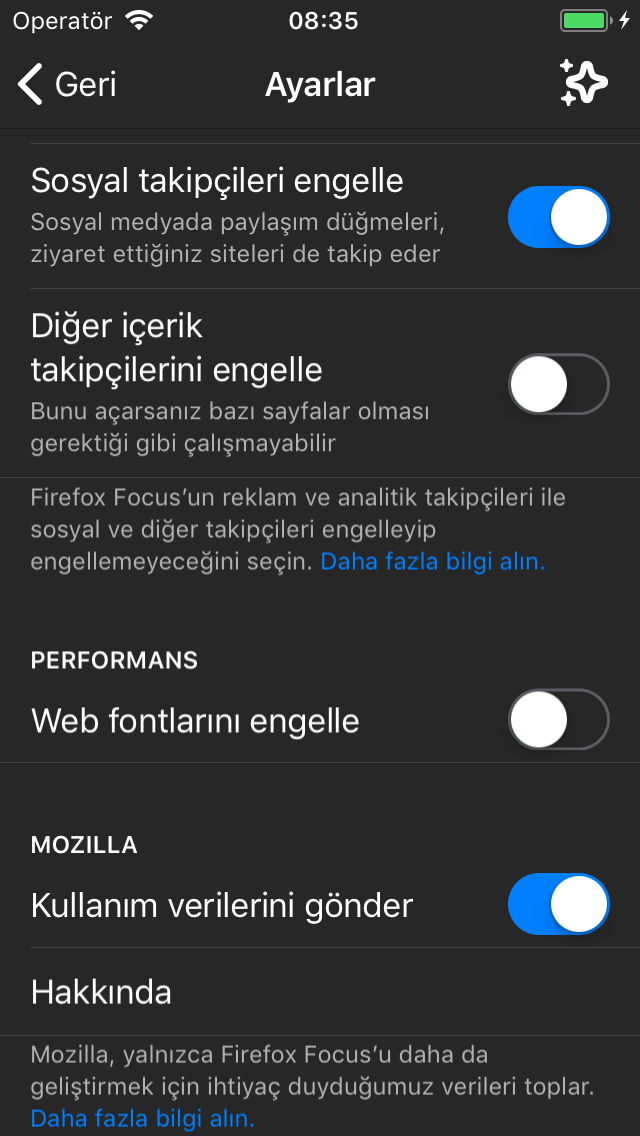 Operatör 08:35
Geri Ayarlar
Sosyal takipçileri engelle
Sosyal medyada paylaşım düğmeleri,
ziyaret ettiğiniz siteleri de takip eder
Diğer içerik
takipçilerini engelle
Bunu açarsanız bazı sayfalar olması
gerektiği gibi çalışmayabilir
Firefox Focus’un reklam ve analitik takipçileri ile
sosyal ve diğer takipçileri engelleyip
engellemeyeceğini seçin. Daha fazla bilgi alın.
PERFORMANS
Web fontlarını engelle
MOZILLA
Kullanım verilerini gönder
Hakkında
Mozilla, yalnızca Firefox Focus’u daha da
geliştirmek için ihtiyaç duyduğumuz verileri toplar.
Daha fazla bilgi alın.